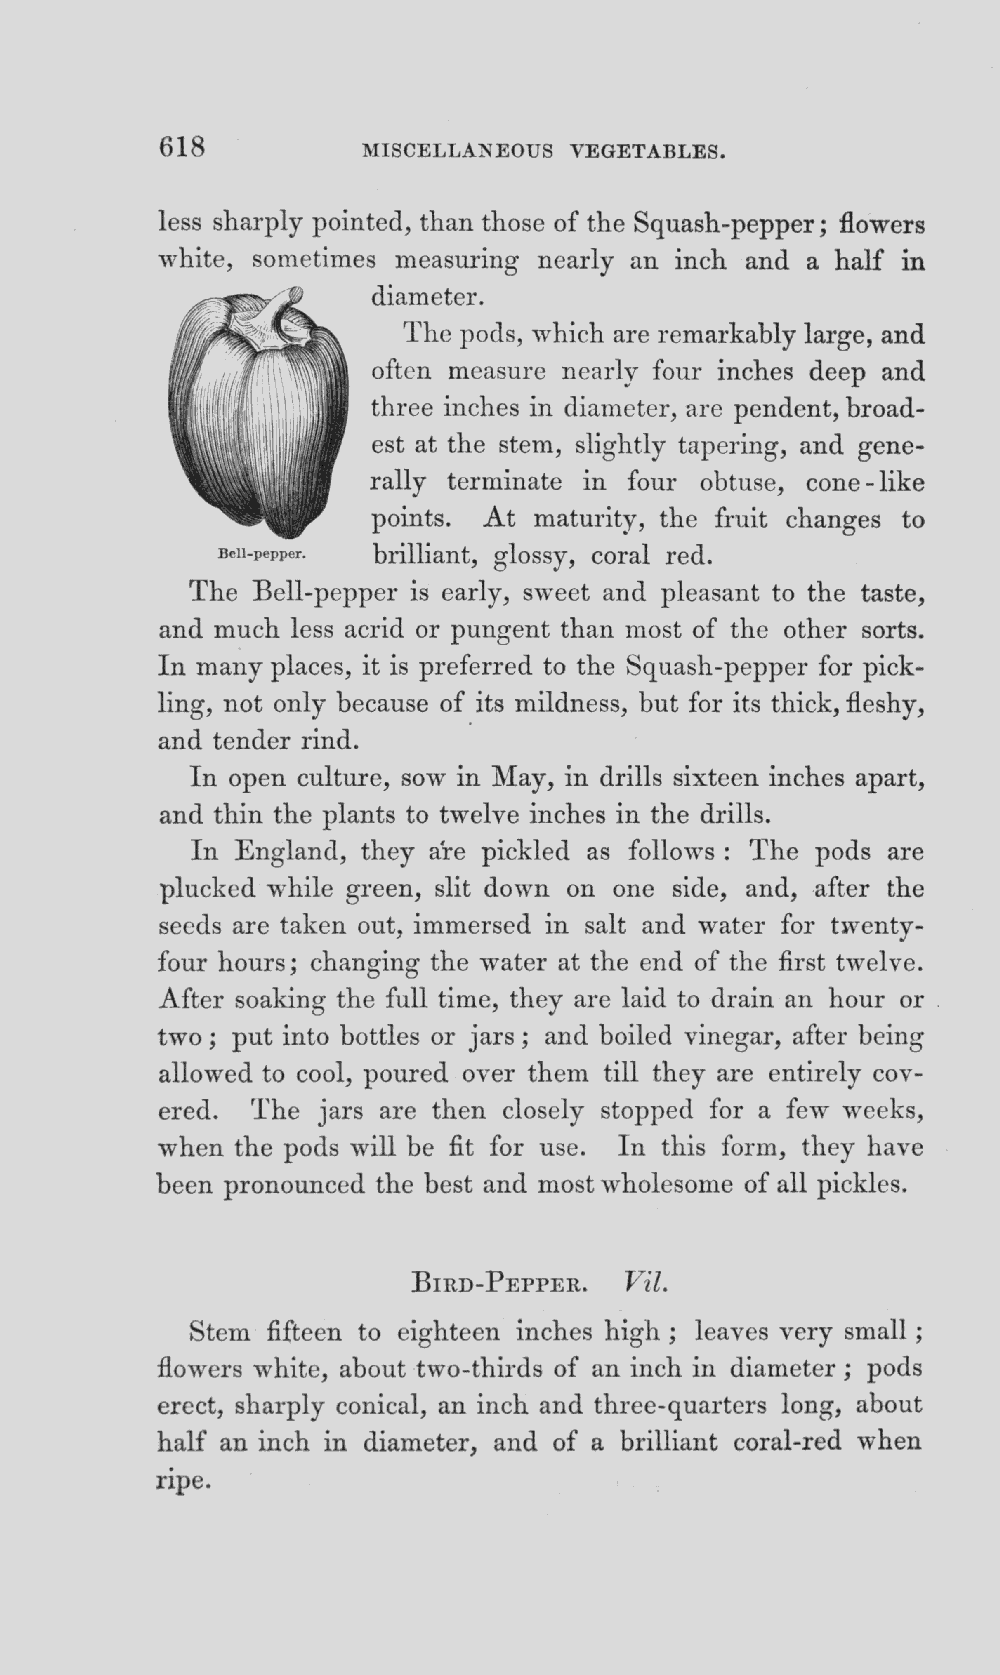 618
MISCELLANEOUS VEGETABLES.
less sharply pointed, than those of the Squash-pepper; flowers
white, sometimes measuring nearly an inch and a half in
diameter.
The pods, which are remarkably large, and
often measure nearly four inches deep and
three inches in diameter, are pendent, broad-
est at the stem, slightly tapering, and gene-
rally terminate in four obtuse, cone-like
points. At maturity, the fruit changes to
brilliant, glossy, coral red.
Bell-pepper.
The Bell-pepper is early, sweet and pleasant to the taste,
and much less acrid or pungent than most of the other sorts.
In many places, it is preferred to the Squash-pepper for pick-
ling, not only because of its mildness, but for its thick, fleshy,
and tender rind.
In open culture, sow in May, in drills sixteen inches apart,
and thin the plants to twelve inches in the drills.
In England, they are pickled as follows: The pods are
plucked while green, slit down on one side, and, after the
seeds are taken out, immersed in salt and water for twenty-
four hours; changing the water at the end of the first twelve.
After soaking the full time, they are laid to drain an hour or
two; put into bottles or jars; and boiled vinegar, after being
allowed to cool, poured over them till they are entirely cov-
ered. The jars are then closely stopped for a few weeks,
when the pods will be fit for use. In this form, they have
been pronounced the best and most wholesome of all pickles.
BIRD-PEPPER. Vil.
Stem fifteen to eighteen inches high; leaves very small;
flowers white, about two-thirds of an inch in diameter; pods
erect, sharply conical, an inch and three-quarters long, about
half an inch in diameter, and of a brilliant coral-red when
ripe.